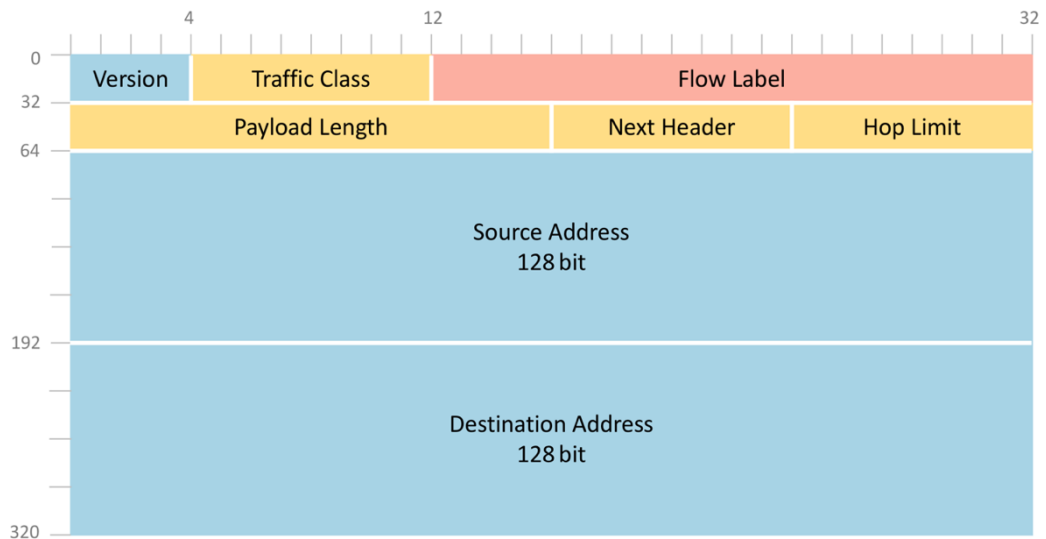 4 12 32
0
Version Traffic Class Flow Label
32
Payload Length Next Header Hop Limit
64
Source Address
128 bit
192
Destination Address
128 bit
320